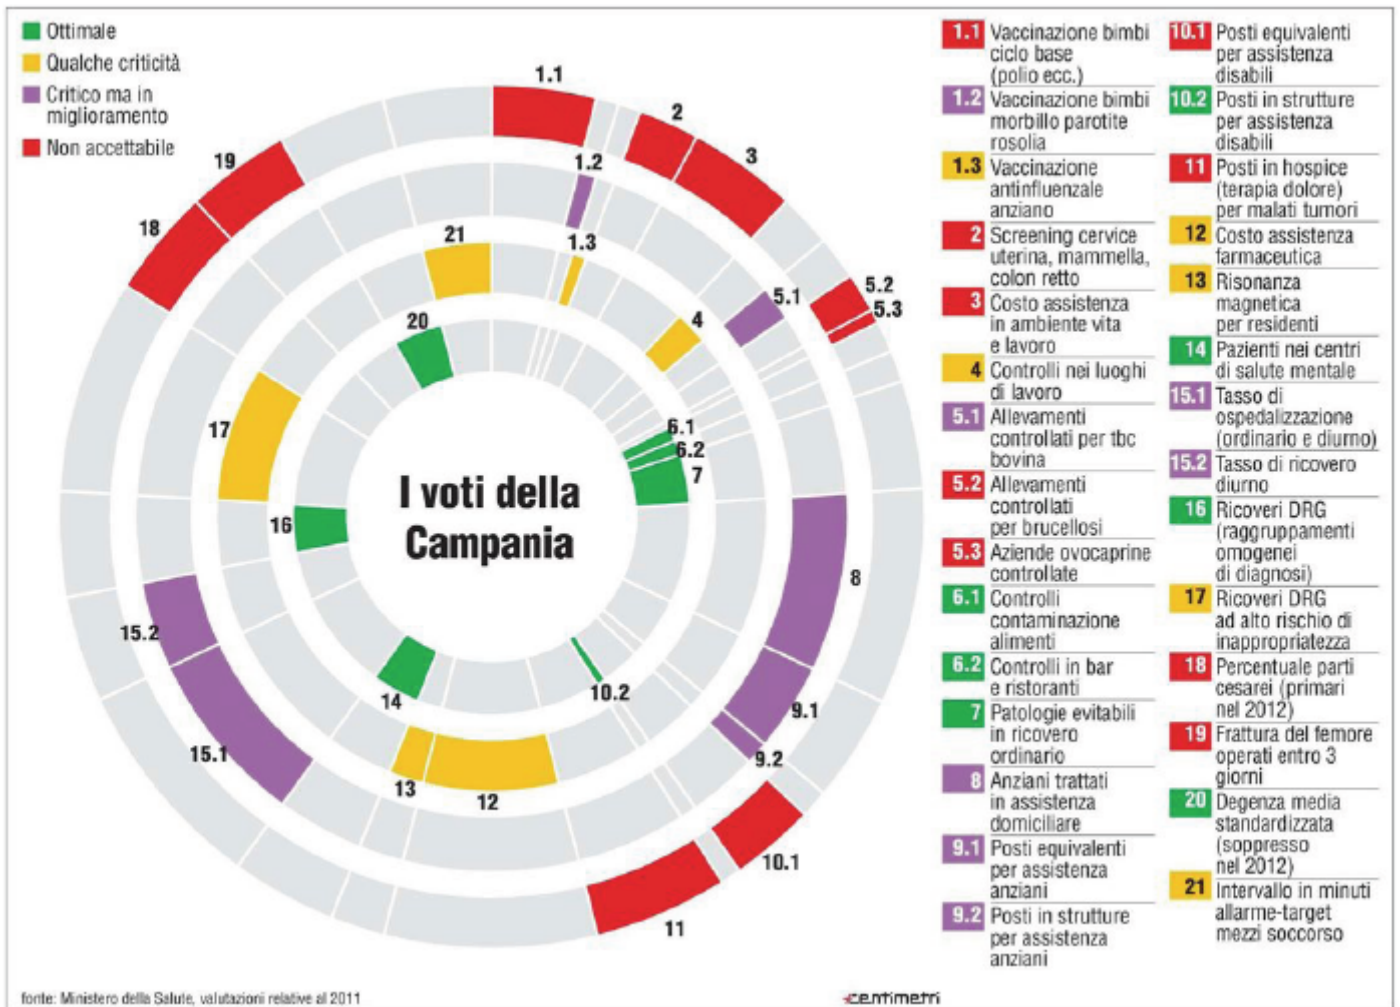 Ottimale
Qualche criticità
Critico ma in
miglioramento
Non accettabile
1.1
2
3
19
18
1.2
21
1.3
5.1
5.2
5.3
4
20
17
6.1
6.2
7
16
I voti della
Campania
8
15.2
15.1
14
10.2
9.1
9.2
13
12
10.1
11
1.1 Vaccinazione bimbi
ciclo base
(polio ecc.)
1.2 Vaccinazione bimbi
morbillo parotite
rosolia
1.3 Vaccinazione
antinfluenzale
anziano
2 Screening cervice
uterina, mammella,
colon retto
3 Costo assistenza
in ambiente vita
e lavoro
4 Controlli nei luoghi
di lavoro
5.1 Allevamenti
controllati per tbc
bovina
5.2 Allevamenti
controllati
per brucellosi
5.3 Aziende ovocaprine
controllate
6.1 Controlli
contaminazione
alimenti
6.2 Controlli in bar
e ristoranti
7 Patologie evitabili
in ricovero
ordinario
8 Anziani trattati
in assistenza
domiciliare
9.1 Posti equivalenti
per assistenza
anziani
9.2 Posti in strutture
per assistenza
anziani
10.1 Posti equivalenti
per assistenza
disabili
10.2 Posti in strutture
per assistenza
disabili
11 Posti in hospice
(terapia dolore)
per malati tumori
12 Costo assistenza
farmaceutica
13 Risonanza
magnetica
per residenti
14 Pazienti nei centri
di salute mentale
15.1 Tasso di
ospedalizzazione
(ordinario e diurno)
15.2 Tasso di ricovero
diurno
16 Ricoveri DRG
(raggruppamenti
omogenei
di diagnosi)
17 Ricoveri DRG
ad alto rischio di
inappropriatezza
18 Percentuale parti
cesarei (primari
nel 2012)
19 Frattura del femore
operati entro 3
giorni
20 Degenza media
standardizzata
(soppresso
nel 2012)
21 Intervallo in minuti
allarme-target
mezzi soccorso
fonte: Ministero della Salute, valutazioni relative al 2011
centimetri